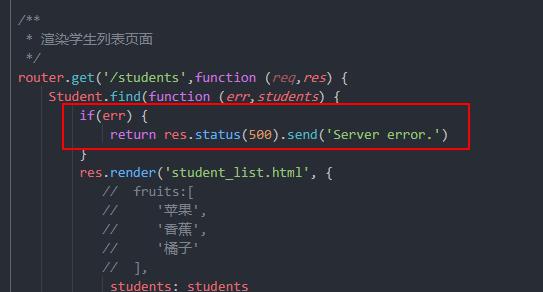 /**
* 渲染学生列表页面
*/
router.get('/students',function (req,res) {
Student.find(function (err,students) {
if(err) {
return res.status(500).send('Server error.')
}
res.render('student_list.html', {
// fruits:[
// '苹果',
// '香蕉',
// '橘子'
// ],
students: students